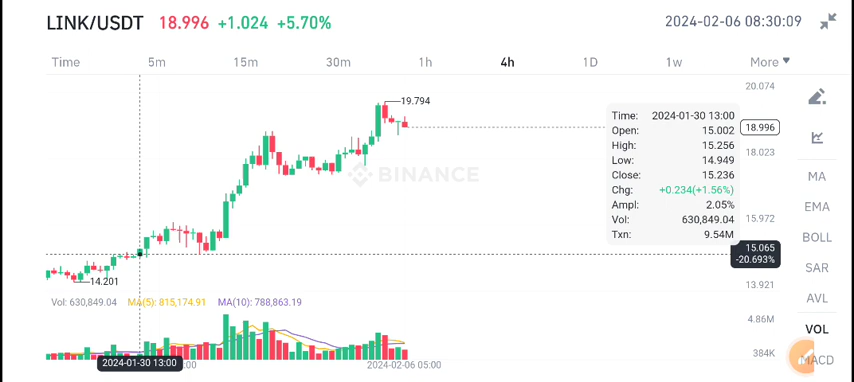 LINK/USDT 18.996 +1.024 +5.70% 2024-02-06 08:30:09
Time 5m 15m 30m 1h 4h 1D 1w More
20.074
19.794
18.996
18.023
15.972
15.065
-20.693%
13.921
14.201
BINANCE
Time: 2024-01-30 13:00
Open: 15.002
High: 15.256
Low: 14.949
Close: 15.236
Chg: +0.234(+1.56%)
Ampl: 2.05%
Vol: 630,849.04
Txn: 9.54M
MA
EMA
BOLL
SAR
AVL
VOL
MACD
Vol: 630,849.04 MA(5): 815,174.91 MA(10): 788,863.19
4.86M
384K
2024-01-30 13:00 2024-02-06 05:00